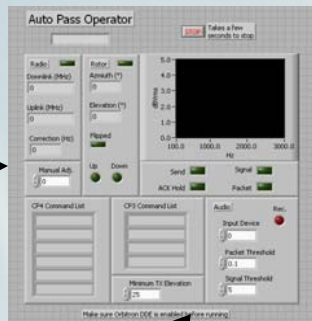 Auto Pass Operator
STOP
Takes a few
seconds to stop
Radio
Downlink (MHz)
0
Uplink (MHz)
0
Correction (Hz)
0
Manual Adj.
0
Rotor
Azmiuth (°)
0
Elevation (°)
0
Flipped
Up
Down
dBVrms
5.0
4.0
3.0
2.0
1.0
100.0
1000.0
2000.0
3000.0
Hz
Send
Signal
ACK Hold
Packet
CP4 Command List
CP3 Command List
Minimum TX Elevation
25
Audio
Rec.
Input Device
0
Packet Threshold
0.1
Signal Threshold
5
Make sure Orbitron DDE is enabled before running